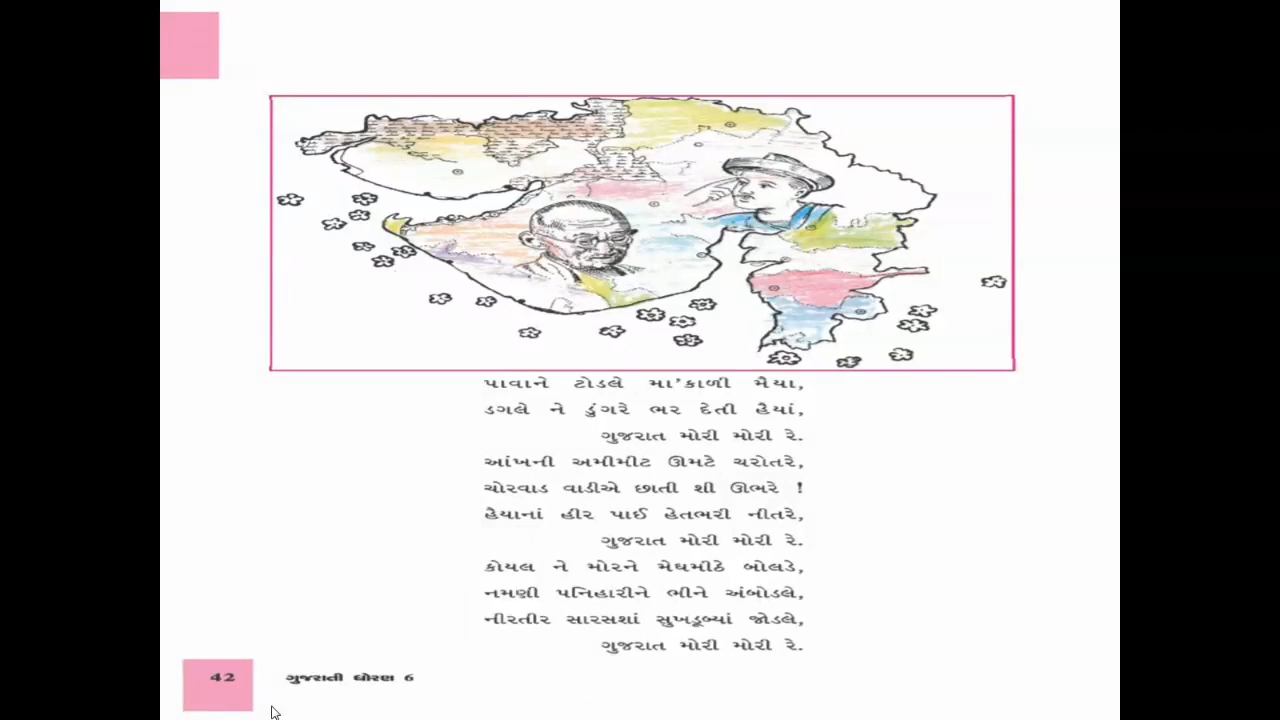 પાવાને ટોડલે મા'કાળી મૈયા,
ડગલે ને ડુંગરે ભર દેતી હૈયાં,
ગુજરાત મોરી મોરી રે.
આંખની અમીમીટ ઊમટે ચરોતરે,
ચોરવાડ વાડીએ છાતી શી ઊભરે !
હૈયાનાં હીર પાઈ હેતભરી નીતરે,
ગુજરાત મોરી મોરી રે.
કોયલ ને મોરને મેઘમીઠે બોલડે,
નમણી પનિહારીને ભીને અંબોડલે,
નીરતીર સારસશાં સુખડૂબ્યાં જોડલે,
ગુજરાત મોરી મોરી રે.
42 ગુજરાતી ધોરણ 6